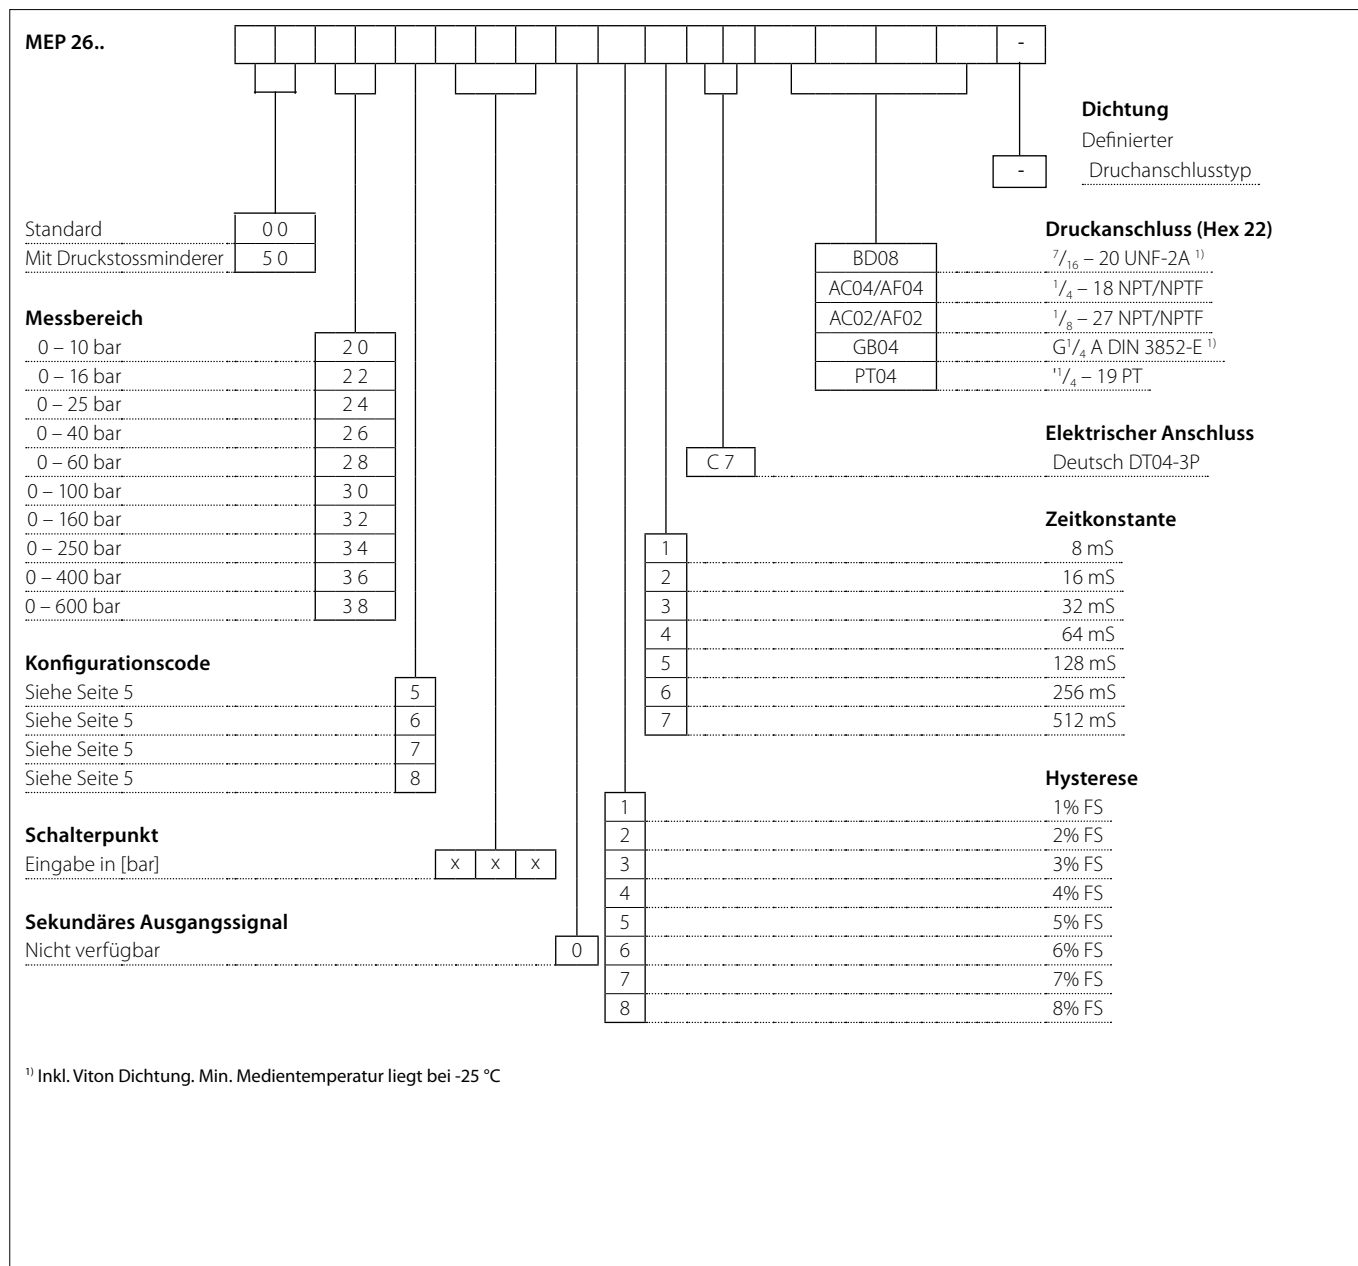 MEP 26..
-
Dichtung
Definierter
- Druchanschlusstyp
Standard 0 0
Mit Druckstossminderer 5 0
Druckanschluss (Hex 22)
BD08 7/16 – 20 UNF-2A 1)
AC04/AF04 1/4 – 18 NPT/NPTF
AC02/AF02 1/8 – 27 NPT/NPTF
GB04 G1/4 A DIN 3852-E 1)
PT04 "1/4 – 19 PT
Messbereich
0 – 10 bar 2 0
0 – 16 bar 2 2
0 – 25 bar 2 4
0 – 40 bar 2 6
0 – 60 bar 2 8
0 – 100 bar 3 0
0 – 160 bar 3 2
0 – 250 bar 3 4
0 – 400 bar 3 6
0 – 600 bar 3 8
Elektrischer Anschluss
C 7 Deutsch DT04-3P
Zeitkonstante
1 8 mS
2 16 mS
3 32 mS
4 64 mS
5 128 mS
6 256 mS
7 512 mS
Konfigurationscode
Siehe Seite 5 5
Siehe Seite 5 6
Siehe Seite 5 7
Siehe Seite 5 8
Hysterese
1 1% FS
2 2% FS
3 3% FS
4 4% FS
5 5% FS
6 6% FS
7 7% FS
8 8% FS
Schalterpunkt
Eingabe in [bar] x x x
Sekundäres Ausgangssignal
Nicht verfügbar 0
1) Inkl. Viton Dichtung. Min. Medientemperatur liegt bei -25 °C